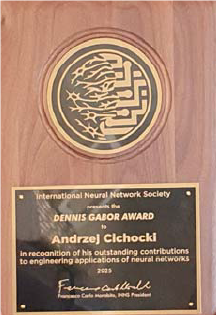 International Neural Network Society
presents the
DENNIS GABOR AWARD
to
Andrzej Cichocki
in recognition of his outstanding contributions
to engineering applications of neural networks
Francesco Carlo Morabito, INNS President